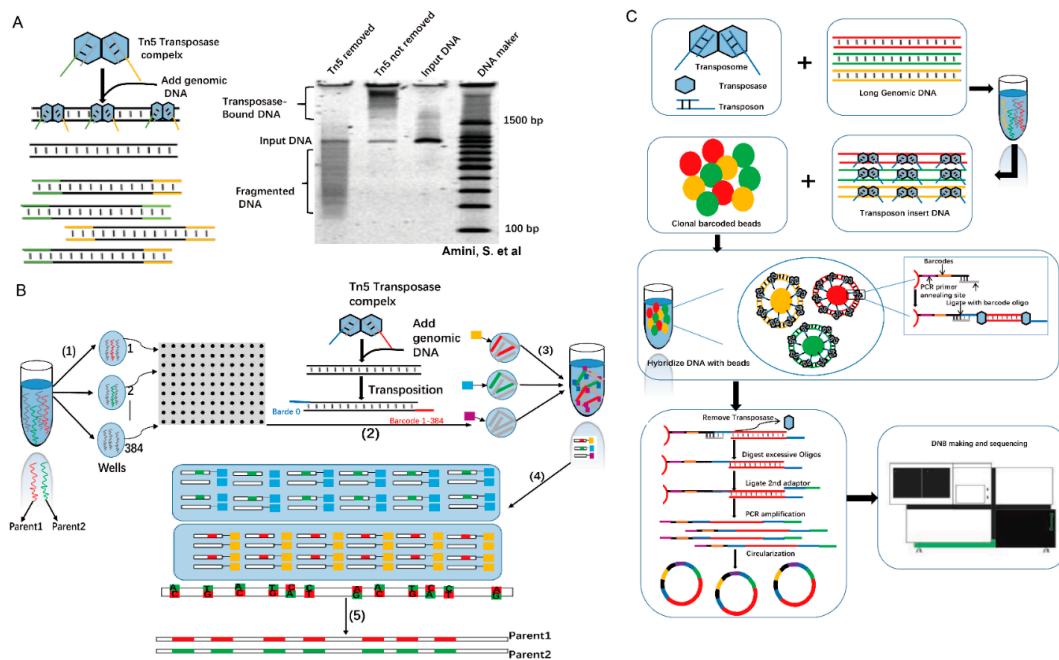 A
Tn5 Transposase
compelx
Add genomic
DNA
Tn5 removed
Tn5 not removed
Input DNA
DNA maker
Transposase-
Bound DNA
Input DNA
Fragmented
DNA
1500 bp
100 bp
Amini, S. et al
B
(1)
1
2
384
Wells
Parent1
Parent2
Tn5 Transposase
compelx
Add
genomic
DNA
Transposition
Barde 0
Barcode 1-384
(2)
(3)
(4)
(5)
Parent1
Parent2
C
Transposome
+
Long Genomic DNA
Transposase
Transposon
Clonal barcoded beads
+
Transposon insert DNA
Hybridize DNA with beads
Barcodes
PCR primer
annealing site
Ligate with barcode oligo
Remove Transposase
Digest excessive Oligos
Ligate 2nd adaptor
PCR amplification
Circularization
DNB making and sequencing